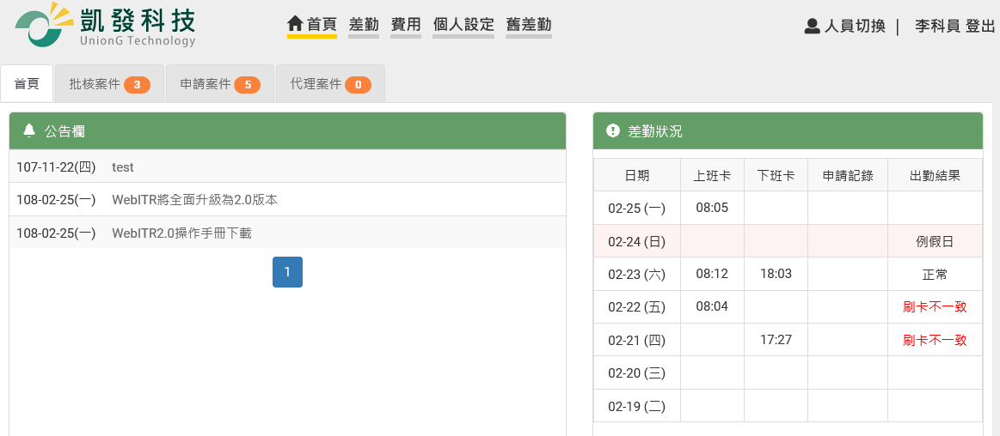 凱發科技
UnionG Technology
首頁 差勤 費用 個人設定 舊差勤
人員切換 | 李科員 登出
首頁 批核案件 3 申請案件 5 代理案件 0
公告欄
107-11-22(四) test
108-02-25(一) WebITR將全面升級為2.0版本
108-02-25(一) WebITR2.0操作手冊下載
1
差勤狀況
日期 上班卡 下班卡 申請記錄 出勤結果
02-25 (一) 08:05
02-24 (日) 例假日
02-23 (六) 08:12 18:03 正常
02-22 (五) 08:04 刷卡不一致
02-21 (四) 17:27 刷卡不一致
02-20 (三)
02-19 (二)